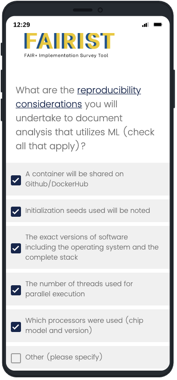 12:29
FAIRIST
FAIR+ Implementation Survey Tool
What are the reproducibility
considerations you will
undertake to document
analysis that utilizes ML (check
all that apply)?
A container will be shared on
Github/DockerHub
Initialization seeds used will be noted
The exact versions of software
including the operating system and the
complete stack
The number of threads used for
parallel execution
Which processors were used (chip
model and version)
Other (please specify)